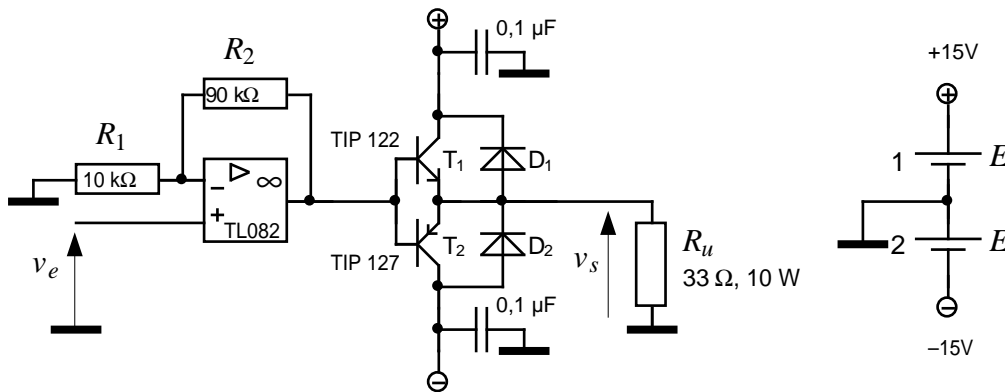 R2
90 kΩ
R1
10 kΩ
–
+
▷ ∞
TL082
ve
0,1 µF
+
TIP 122
T1
D1
TIP 127
T2
D2
vs
Ru
33 Ω, 10 W
0,1 µF
–
+15V
+
1
E
2
E
–
–15V